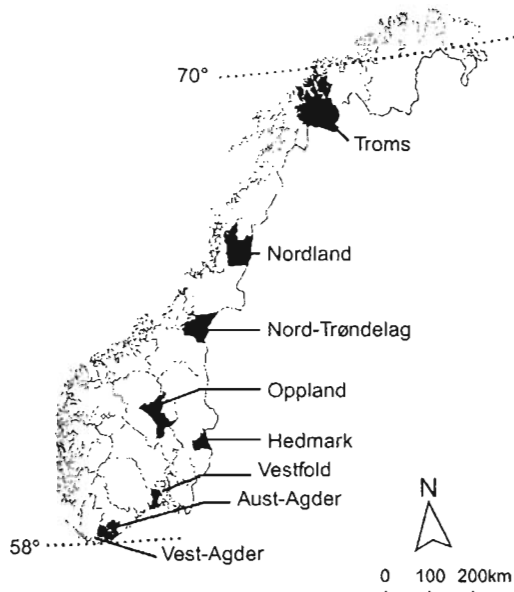 70°
Troms
Nordland
Nord-Trøndelag
Oppland
Hedmark
Vestfold
Aust-Agder
58°
Vest-Agder
N
0 100 200km